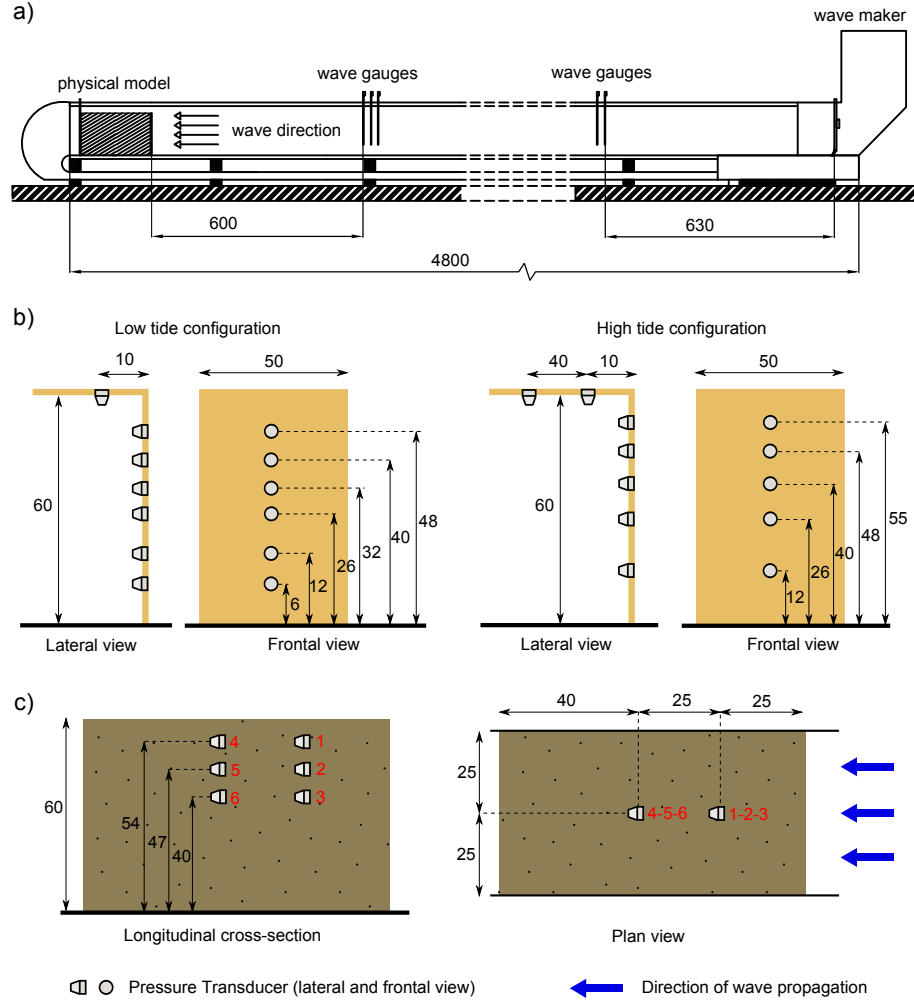 a)
wave maker
physical model
wave gauges
wave gauges
wave direction
600
630
4800
b)
Low tide configuration
High tide configuration
10
50
40
10
50
60
48
40
32
26
12
6
60
55
48
40
26
12
Lateral view
Frontal view
Lateral view
Frontal view
c)
40
25
25
4
1
5
2
6
3
60
54
47
40
25
25
4-5-6
1-2-3
Longitudinal cross-section
Plan view
Pressure Transducer (lateral and frontal view)
Direction of wave propagation